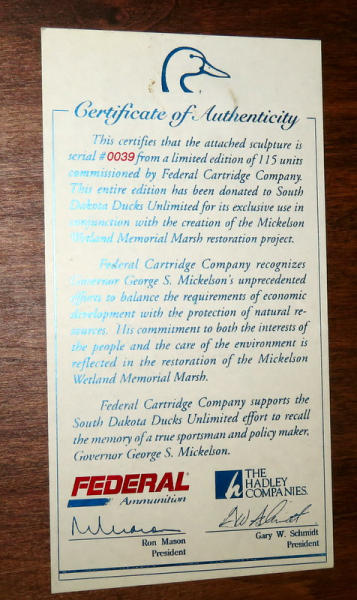 Certificate of Authenticity
This certifies that the attached sculpture is
serial #0039 from a limited edition of 115 units
commissioned by Federal Cartridge Company.
This entire edition has been donated to South
Dakota Ducks Unlimited for its exclusive use in
conjunction with the creation of the Mickelson
Wetland Memorial Marsh restoration project.
Federal Cartridge Company recognizes
Governor George S. Mickelson's unprecedented
efforts to balance the requirements of economic
development with the protection of natural re-
sources. His commitment to both the interests of
the people and the care of the environment is
reflected in the restoration of the Mickelson
Wetland Memorial Marsh.
Federal Cartridge Company supports the
South Dakota Ducks Unlimited effort to recall
the memory of a true sportsman and policy maker,
Governor George S. Mickelson.
FEDERAL
Ammunition
Ron Mason
President
h
THE
HADLEY
COMPANIES.
Gary W. Schmidt
President